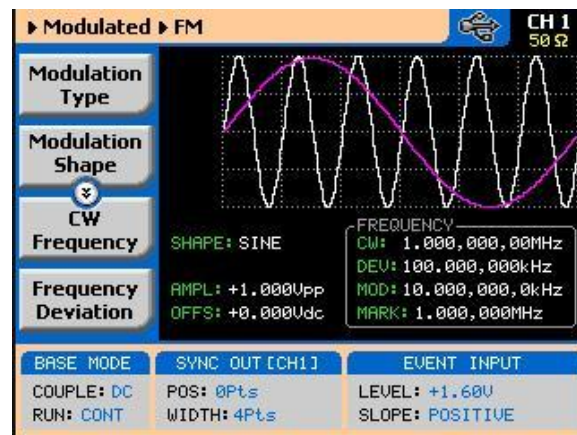 Modulated FM
CH 1
50 Ω
Modulation
Type
Modulation
Shape
CW
Frequency
Frequency
Deviation
SHAPE: SINE
AMPL: +1.000Vpp
OFFS: +0.000Vdc
FREQUENCY
CW: 1.000,000,00MHz
DEV: 100.000,000kHz
MOD: 10.000,000,0kHz
MARK: 1.000,000MHz
BASE MODE
COUPLE: DC
RUN: CONT
SYNC OUT [CH1]
POS: 0Pts
WIDTH: 4Pts
EVENT INPUT
LEVEL: +1.60V
SLOPE: POSITIVE